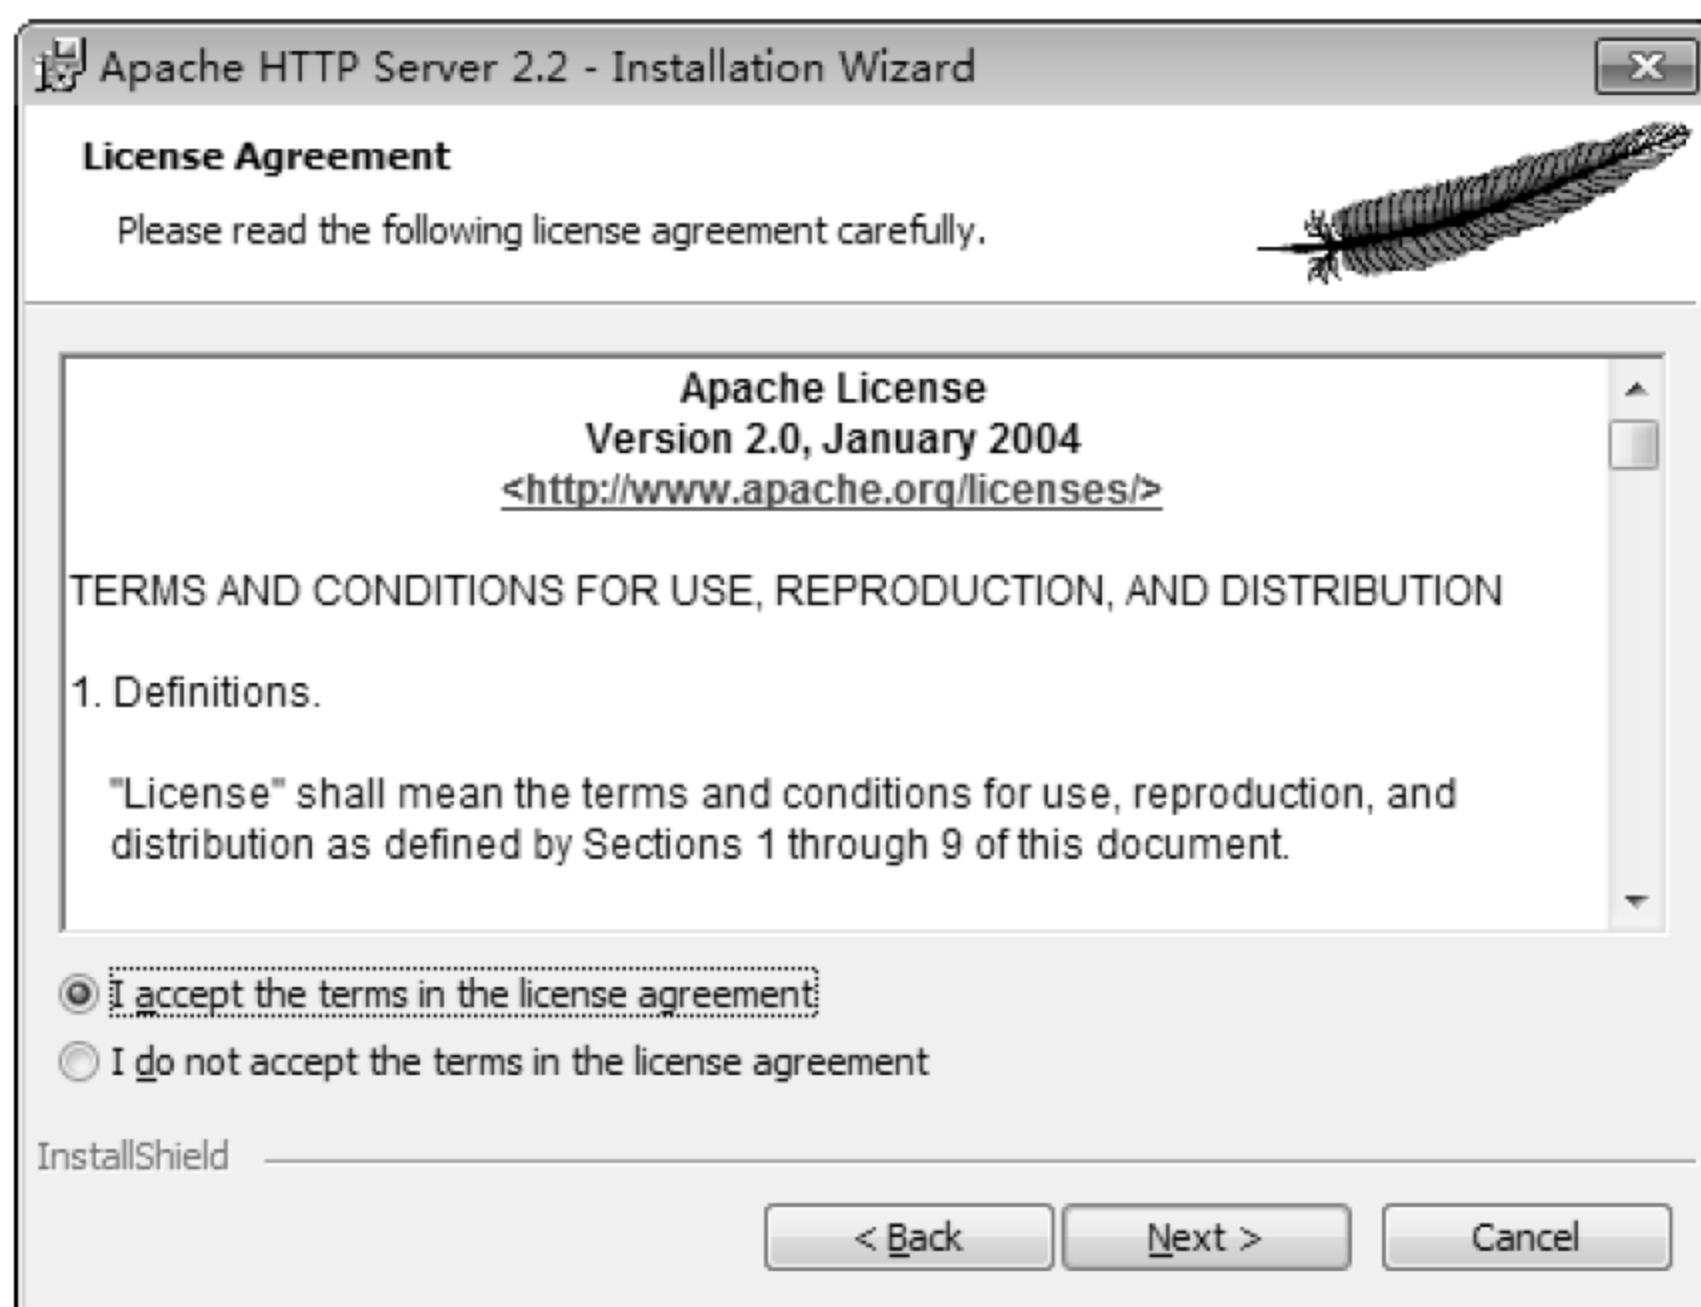 Apache HTTP Server 2.2 - Installation Wizard
License Agreement
Please read the following license agreement carefully.
Apache License
Version 2.0, January 2004
<http://www.apache.org/licenses/>
TERMS AND CONDITIONS FOR USE, REPRODUCTION, AND DISTRIBUTION
1. Definitions.
"License" shall mean the terms and conditions for use, reproduction, and
distribution as defined by Sections 1 through 9 of this document.
I accept the terms in the license agreement
I do not accept the terms in the license agreement
InstallShield
< Back Next > Cancel